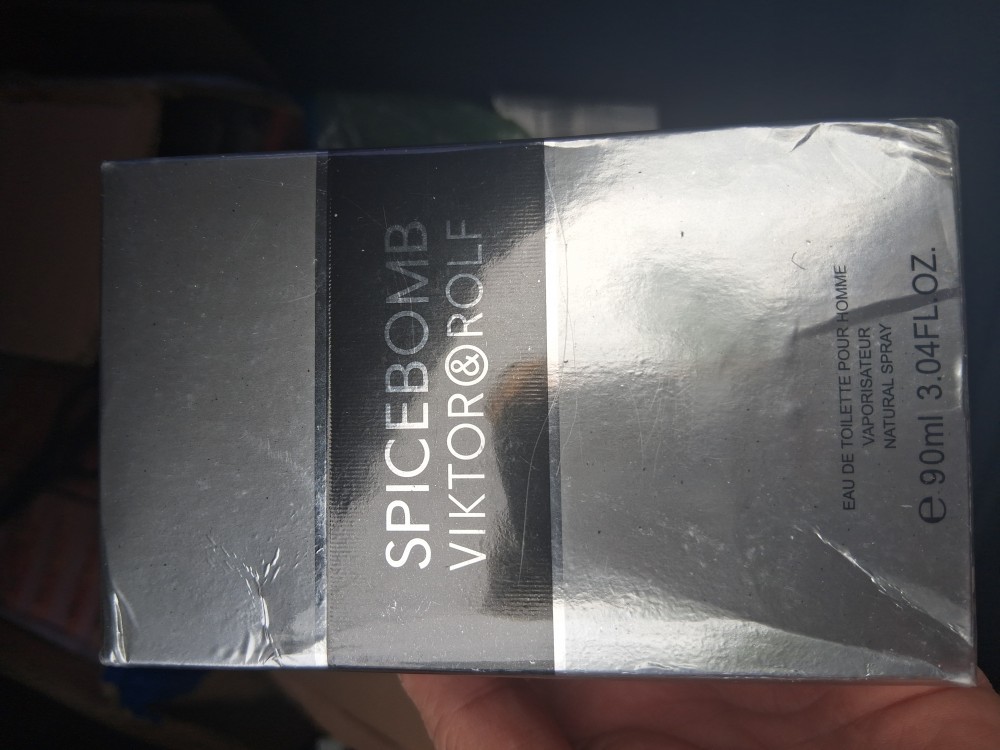 SPICEBOMB
VIKTOR&ROLF
EAU DE TOILETTE POUR HOMME
VAPORISATEUR
NATURAL SPRAY
e 90ml 3.04FL.OZ.